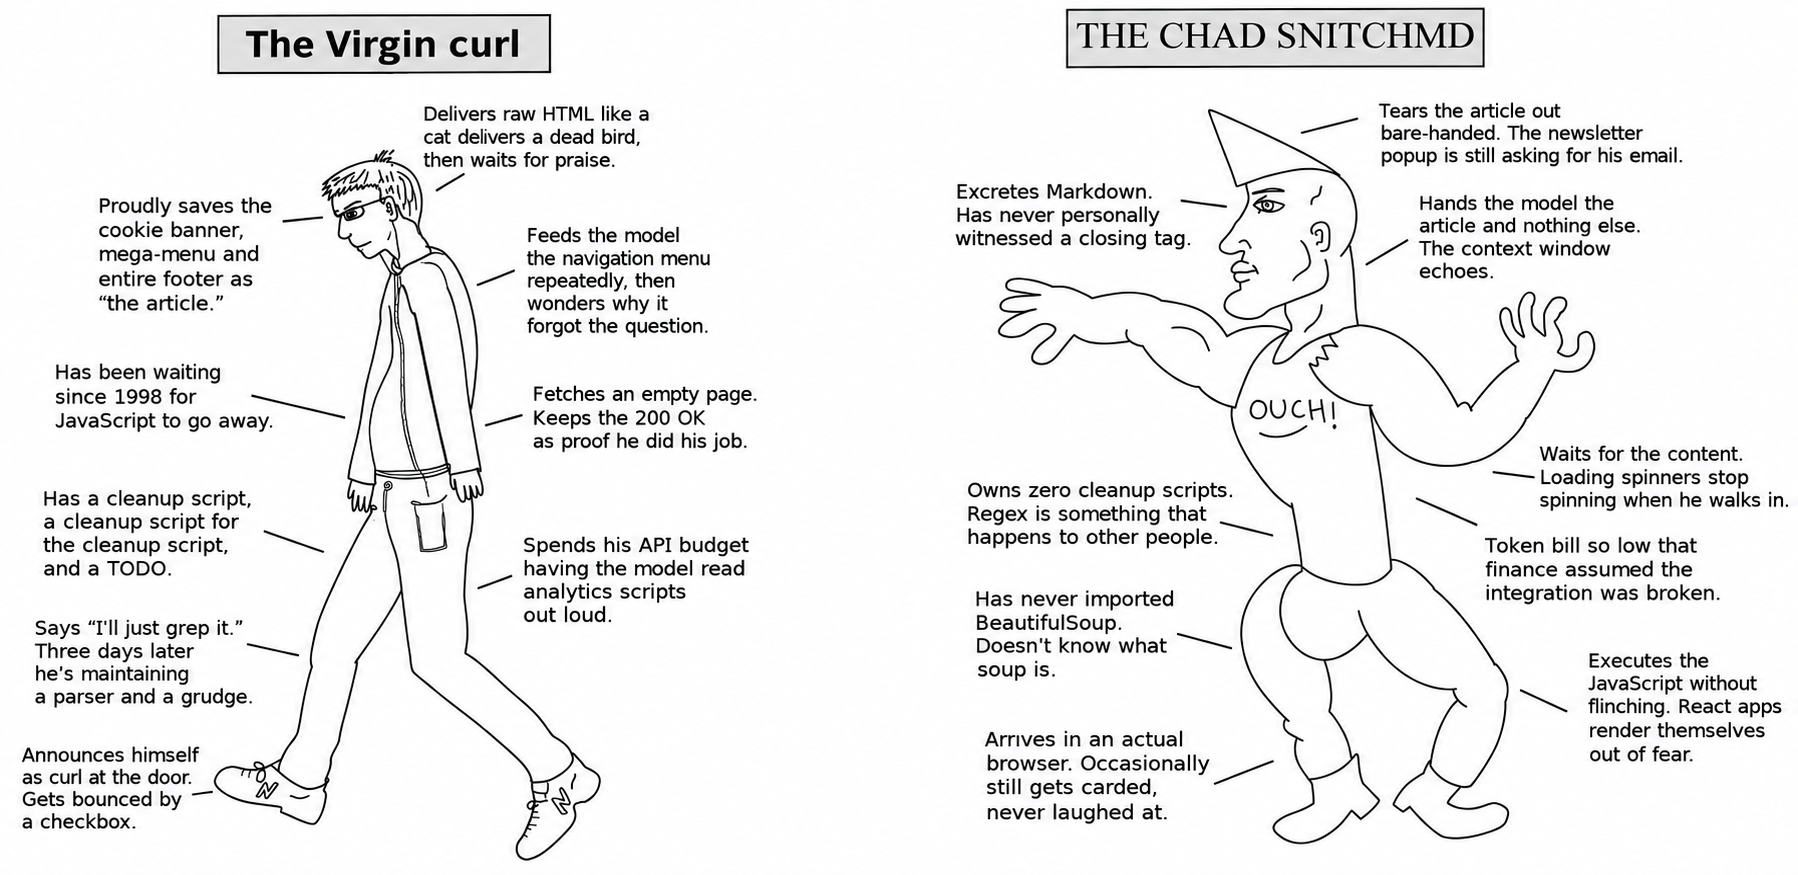 The Virgin curl
Delivers raw HTML like a
cat delivers a dead bird,
then waits for praise.
Proudly saves the
cookie banner,
mega-menu and
entire footer as
“the article.”
Feeds the model
the navigation menu
repeatedly, then
wonders why it
forgot the question.
Has been waiting
since 1998 for
JavaScript to go away.
Fetches an empty page.
Keeps the 200 OK
as proof he did his job.
Has a cleanup script,
a cleanup script for
the cleanup script,
and a TODO.
Spends his API budget
having the model read
analytics scripts
out loud.
Says “I'll just grep it.”
Three days later
he's maintaining
a parser and a grudge.
Announces himself
as curl at the door.
Gets bounced by
a checkbox.
N
N
THE CHAD SNITCHMD
Tears the article out
bare-handed. The newsletter
popup is still asking for his email.
Excretes Markdown.
Has never personally
witnessed a closing tag.
Hands the model the
article and nothing else.
The context window
echoes.
OUCH!
Waits for the content.
Loading spinners stop
spinning when he walks in.
Owns zero cleanup scripts.
Regex is something that
happens to other people.
Token bill so low that
finance assumed the
integration was broken.
Has never imported
BeautifulSoup.
Doesn't know what
soup is.
Executes the
JavaScript without
flinching. React apps
render themselves
out of fear.
Arrives in an actual
browser. Occasionally
still gets carded,
never laughed at.